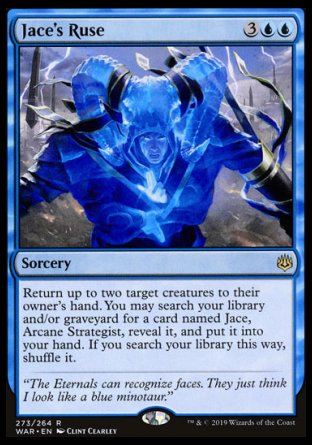 Jace's Ruse 3
Sorcery
Return up to two target creatures to their
owner's hand. You may search your library
and/or graveyard for a card named Jace,
Arcane Strategist, reveal it, and put it into
your hand. If you search your library this way,
shuffle it.
"The Eternals can recognize faces. They just think
I look like a blue minotaur."
273/264 R
WAR • EN Clint Cearley ™ & © 2019 Wizards of the Coast